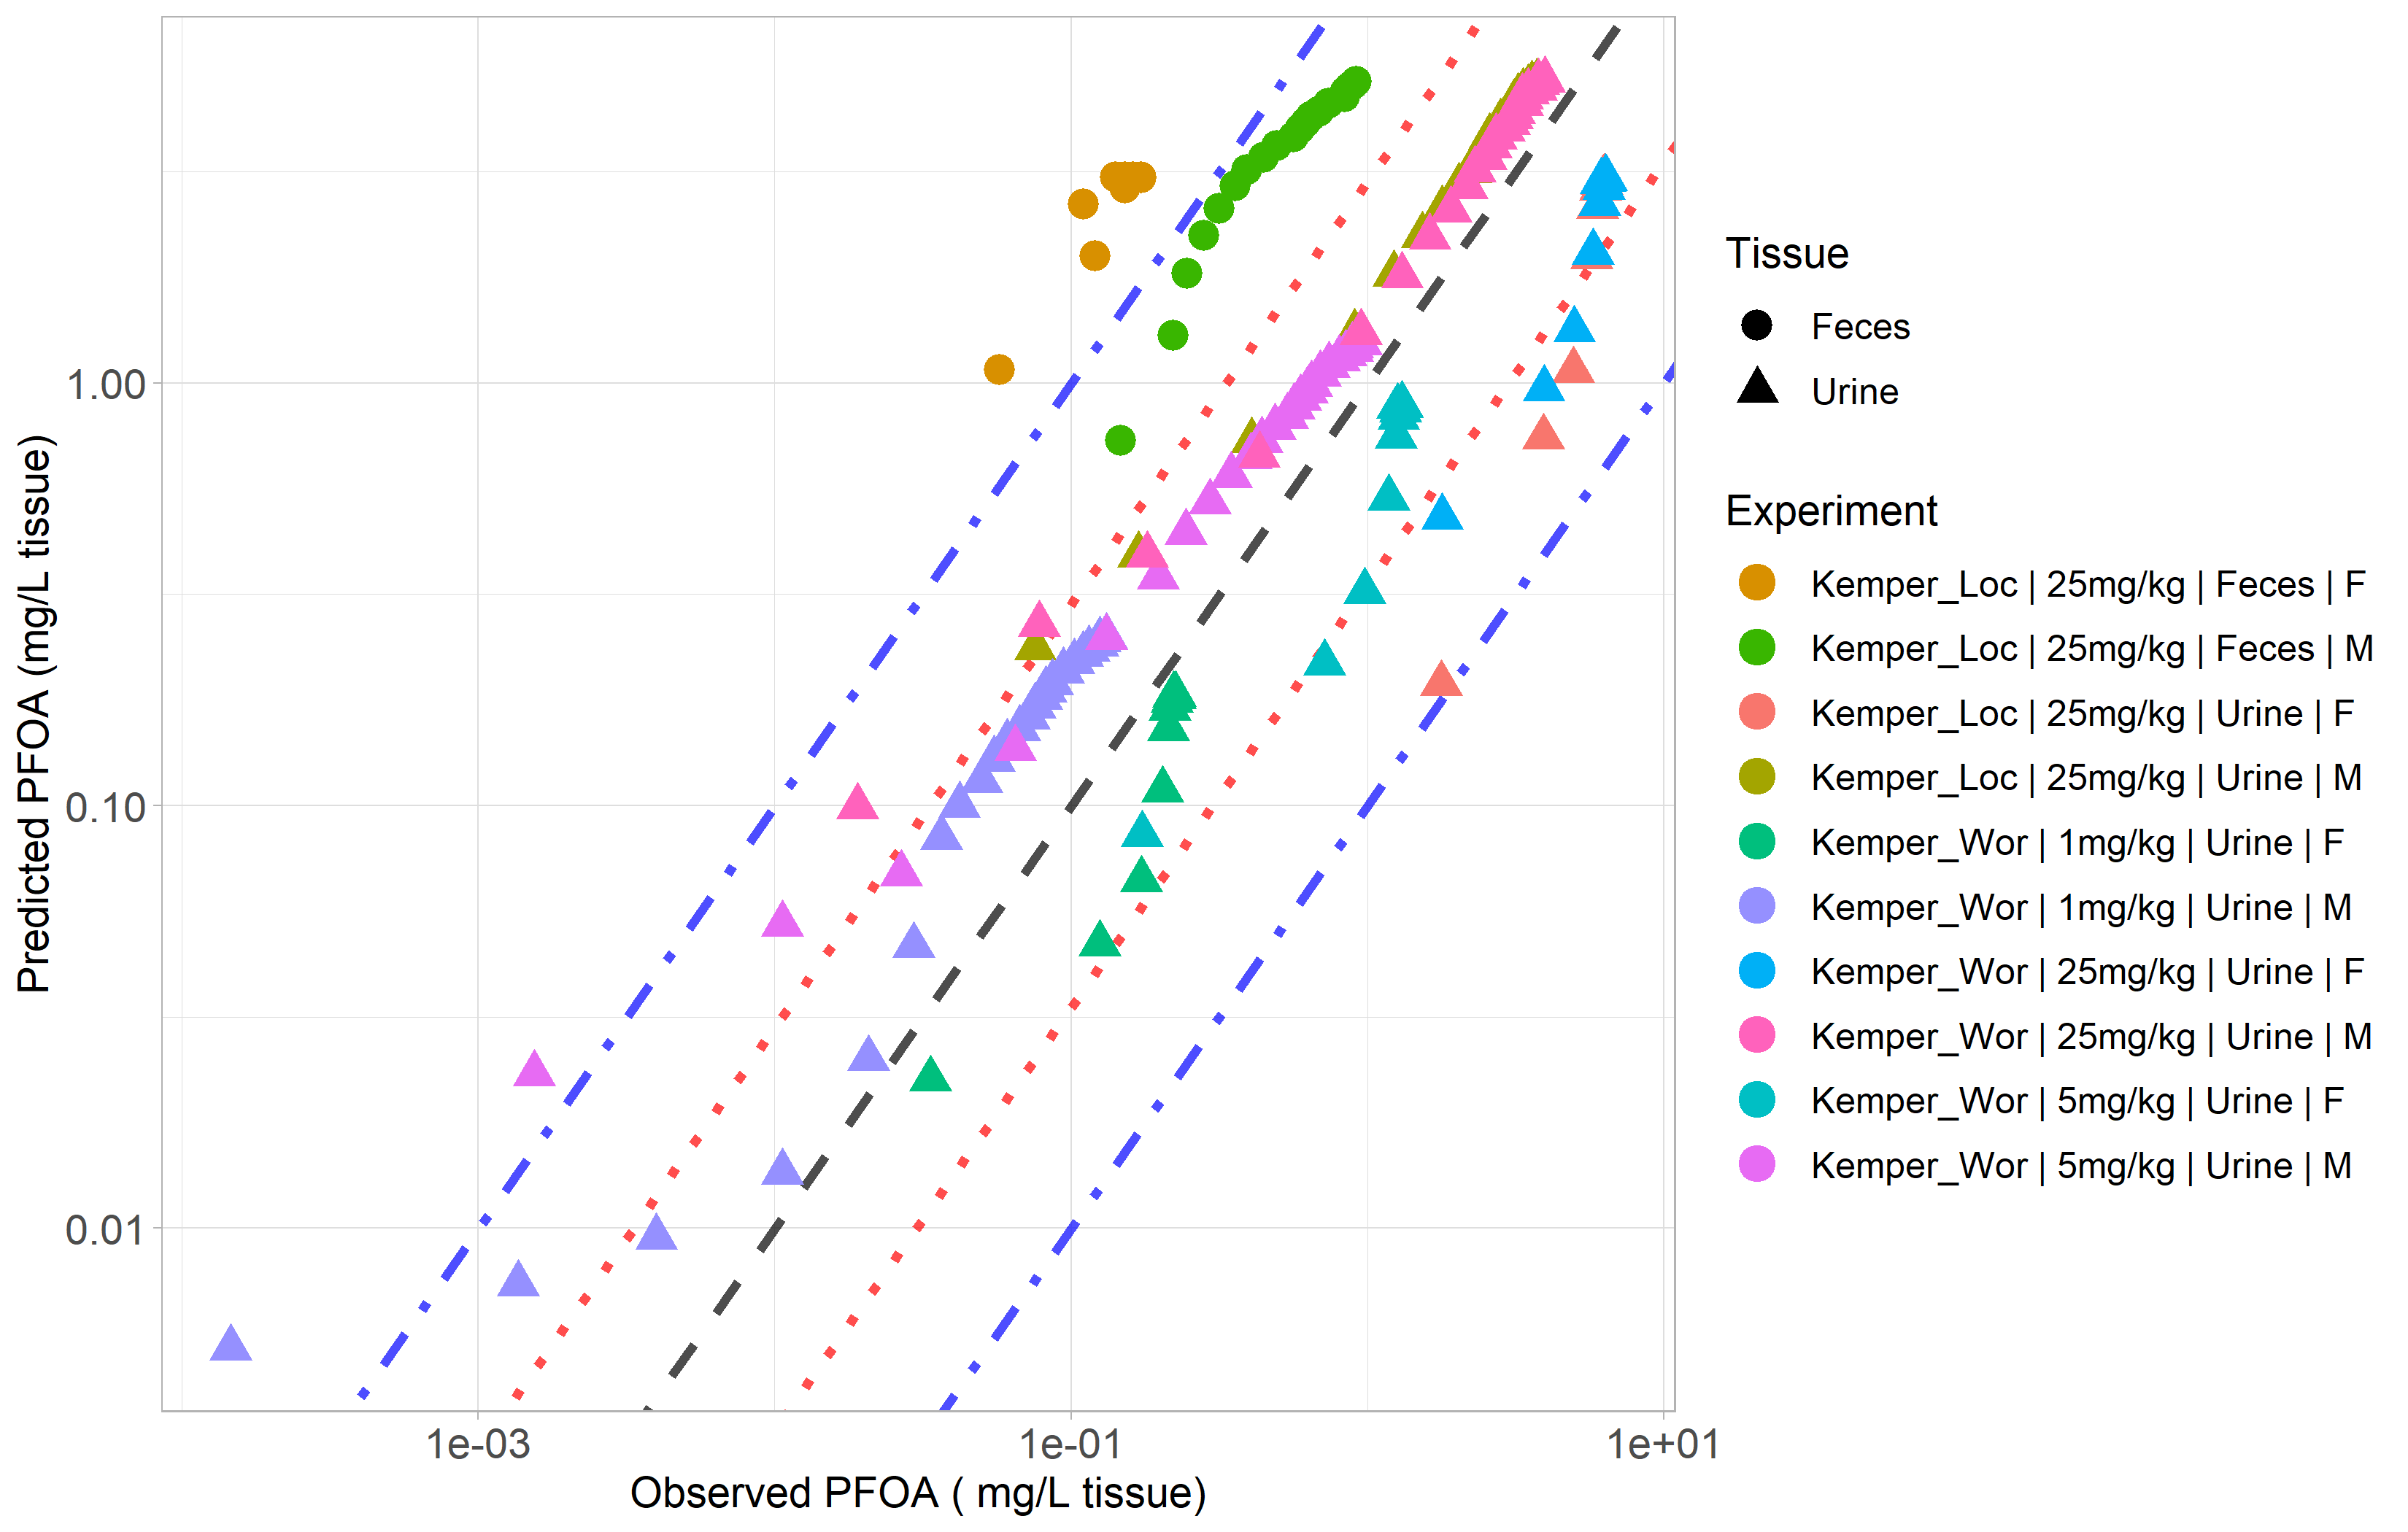 Predicted PFOA (mg/L tissue)
1.00
0.10
0.01
1e-03
1e-01
1e+01
Observed PFOA ( mg/L tissue)
Tissue
Feces
Urine
Experiment
Kemper_Loc | 25mg/kg | Feces | F
Kemper_Loc | 25mg/kg | Feces | M
Kemper_Loc | 25mg/kg | Urine | F
Kemper_Loc | 25mg/kg | Urine | M
Kemper_Wor | 1mg/kg | Urine | F
Kemper_Wor | 1mg/kg | Urine | M
Kemper_Wor | 25mg/kg | Urine | F
Kemper_Wor | 25mg/kg | Urine | M
Kemper_Wor | 5mg/kg | Urine | F
Kemper_Wor | 5mg/kg | Urine | M